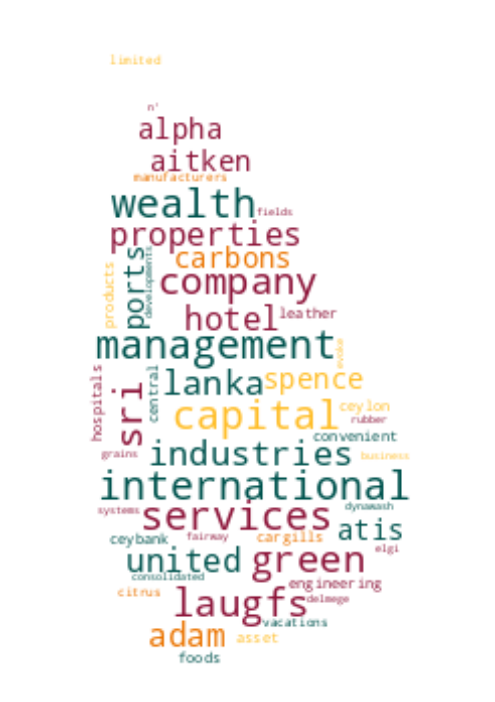 limited
n'
alpha
aitken
manufacturers
wealth
fields
properties
ports
developments
carbons
products
company
hotel
leather
management
evoke
lanka
spence
hospitals
sri
central
capital
ceylon
rubber
convenient
industries
grains
business
international
systems
services
dynawash
atis
ceybank
fairway
cargills
elgi
united
green
consolidated
engineering
citrus
laugfs
delmege
vacations
adam
asset
foods